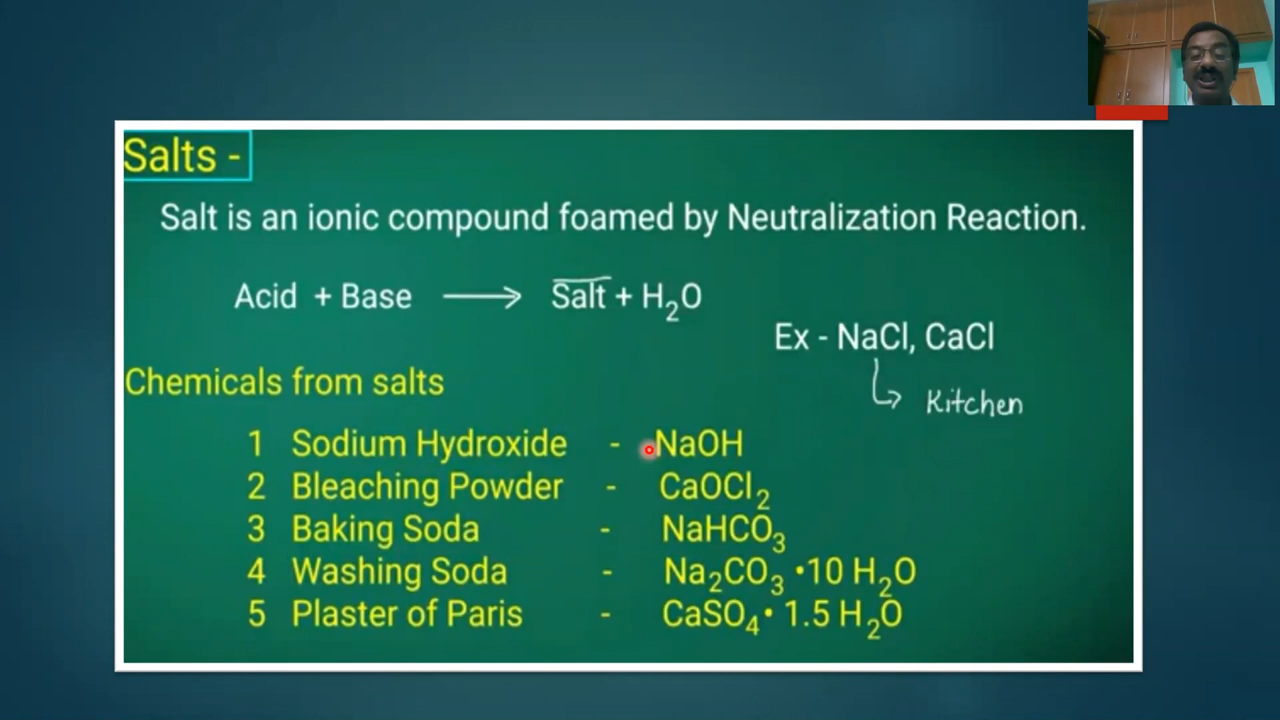 Salts -
Salt is an ionic compound foamed by Neutralization Reaction.
Acid + Base ⟶ Salt + H₂O
Ex - NaCl, CaCl
Kitchen
Chemicals from salts
1 Sodium Hydroxide - NaOH
2 Bleaching Powder - CaOCl₂
3 Baking Soda - NaHCO₃
4 Washing Soda - Na₂CO₃ •10 H₂O
5 Plaster of Paris - CaSO₄• 1.5 H₂O